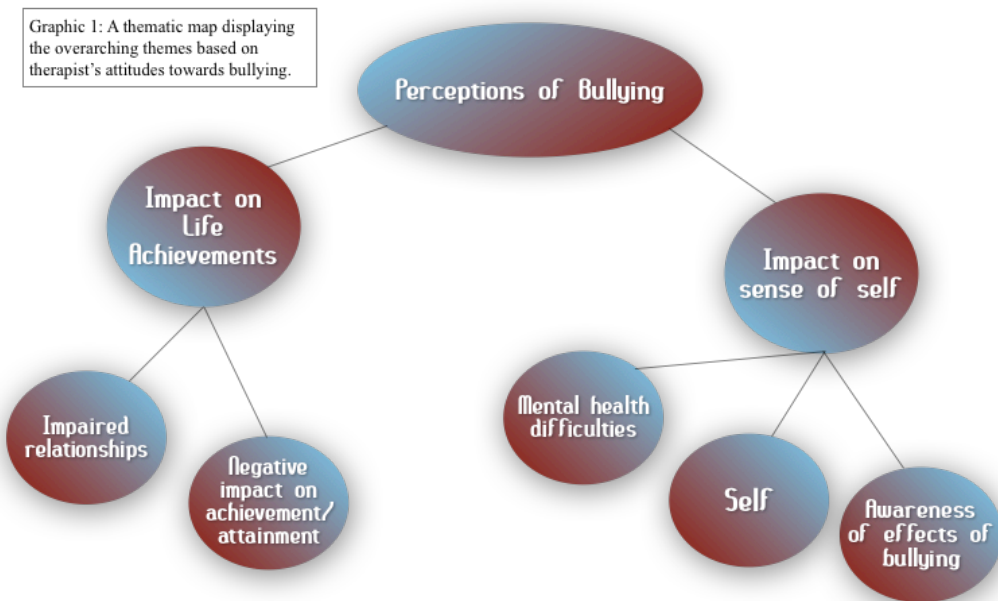 Graphic 1: A thematic map displaying
the overarching themes based on
therapist's attitudes towards bullying.
Perceptions of Bullying
Impact on
Life
Achievements
Impact on
sense of self
Impaired
relationships
Negative
impact on
achievement/
attainment
Mental health
difficulties
Self
Awareness
of effects of
bullying